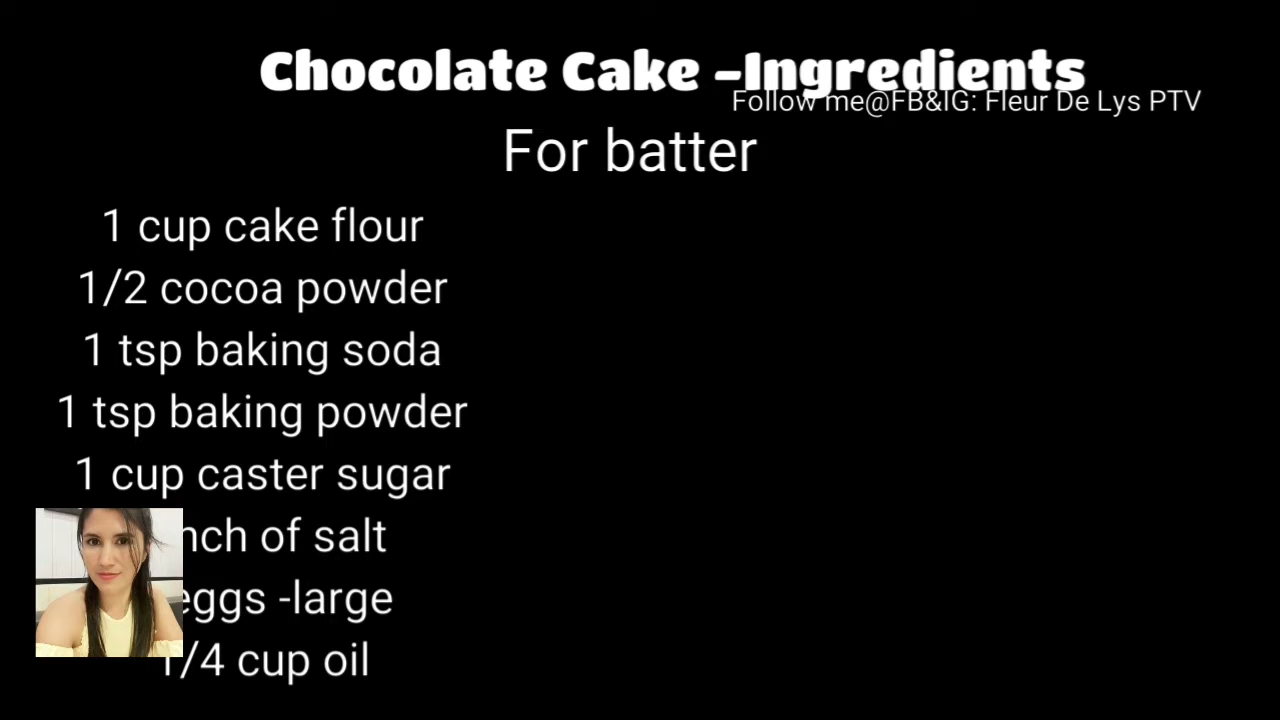 Chocolate Cake -Ingredients
Follow me@FB&IG: Fleur De Lys PTV
For batter
1 cup cake flour
1/2 cocoa powder
1 tsp baking soda
1 tsp baking powder
1 cup caster sugar
of salt
eggs -large
1/4 cup oil